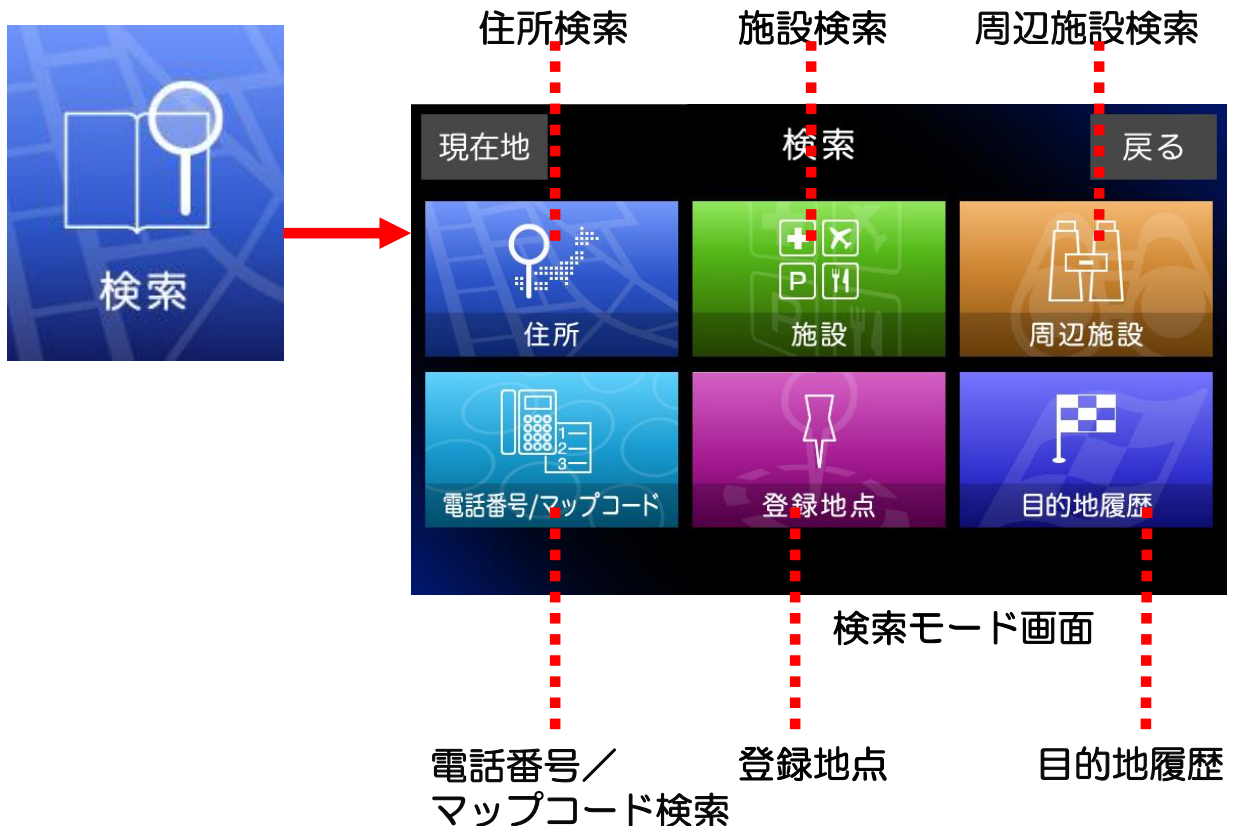 住所検索
施設検索
周辺施設検索
検索
現在地
検索
戻る
住所
施設
周辺施設
電話番号/マップコード
登録地点
目的地履歴
検索モード画面
電話番号／
マップコード検索
登録地点
目的地履歴
P
1
2
3